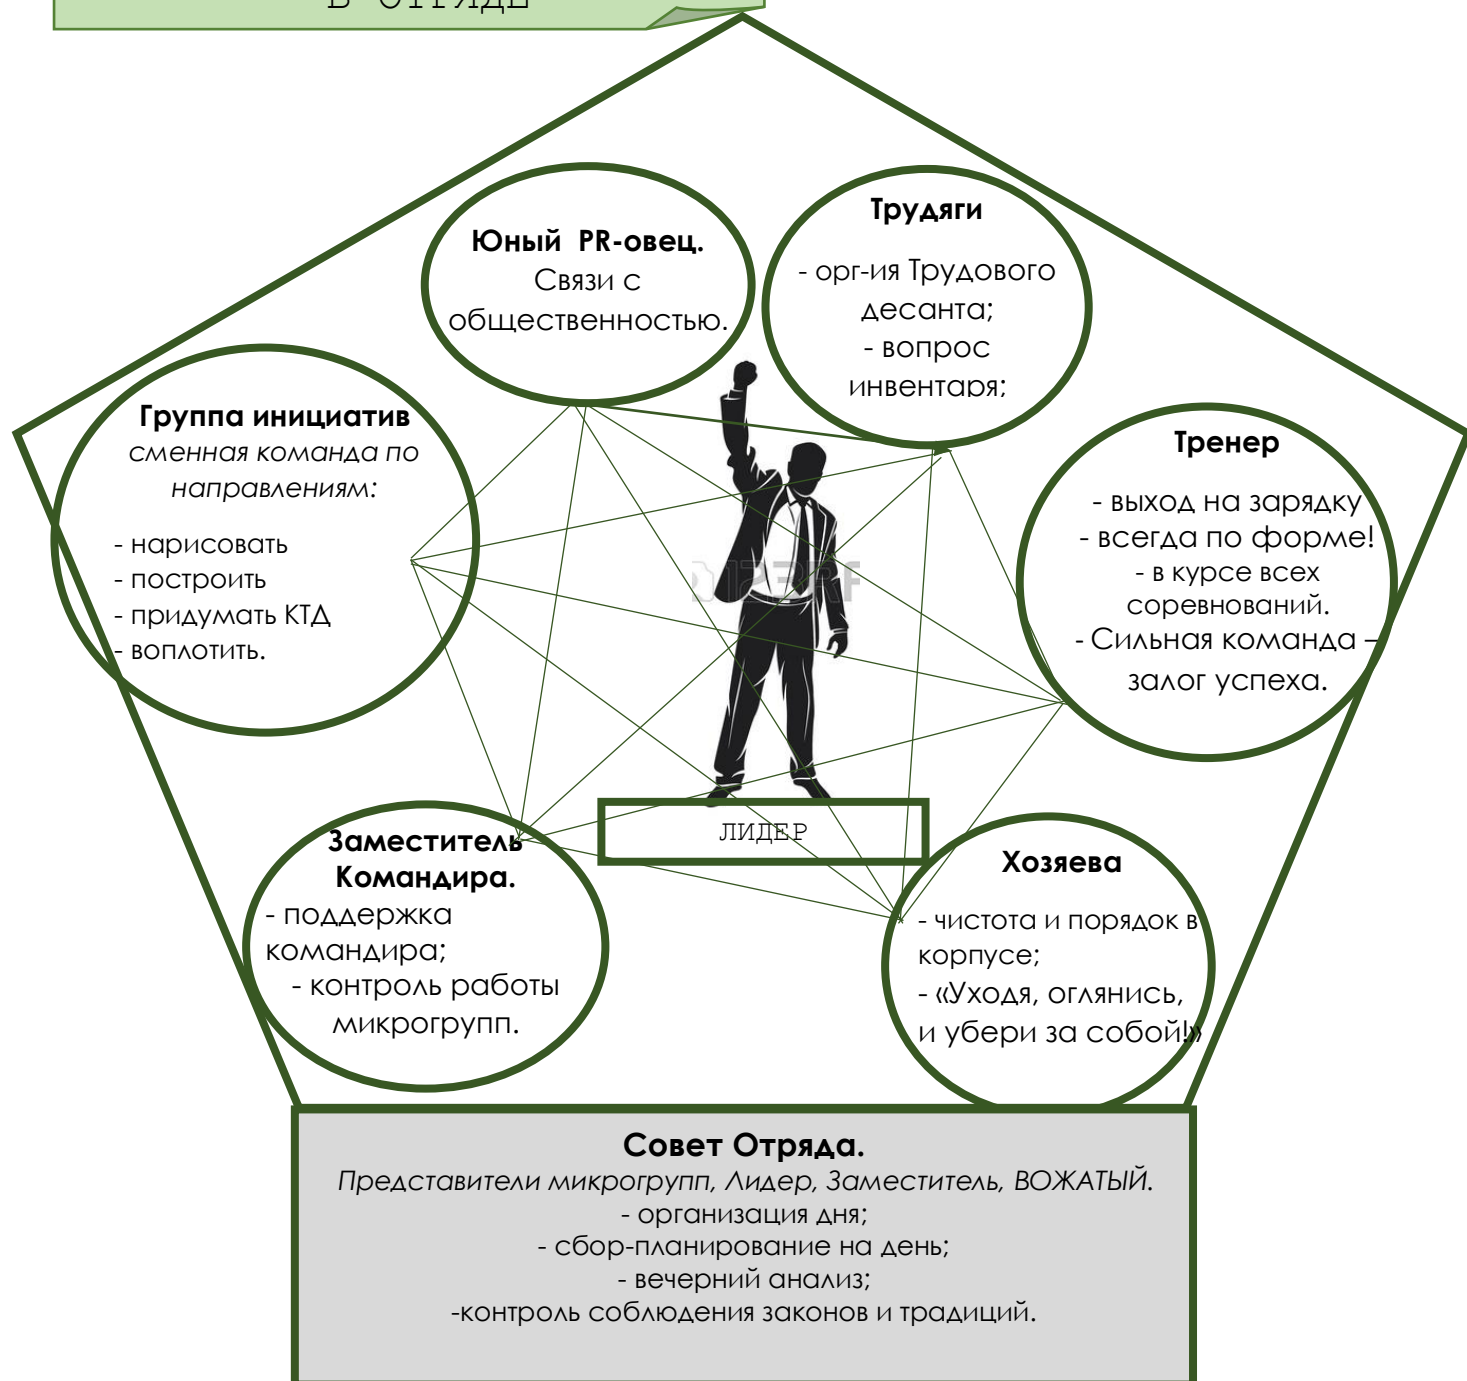 В ОТРЯДЕ
Юный PR-овец.
Связи с
общественностью.
Трудяги
- орг-ия Трудового
десанта;
- вопрос
инвентаря;
Группа инициатив
сменная команда по
направлениям:
- нарисовать
- построить
- придумать КТД
- воплотить.
Тренер
- выход на зарядку
- всегда по форме!
- в курсе всех
соревнований.
- Сильная команда –
залог успеха.
123RF
ЛИДЕР
Заместитель
Командира.
- поддержка
командира;
- контроль работы
микрогрупп.
Хозяева
- чистота и порядок в
корпусе;
- «Уходя, оглянись,
и убери за собой!»
Совет Отряда.
Представители микрогрупп, Лидер, Заместитель, ВОЖАТЫЙ.
- организация дня;
- сбор-планирование на день;
- вечерний анализ;
-контроль соблюдения законов и традиций.